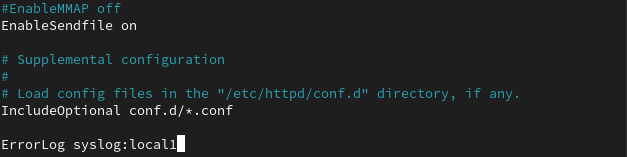 #EnableMMAP off
EnableSendfile on
# Supplemental configuration
#
# Load config files in the "/etc/httpd/conf.d" directory, if any.
IncludeOptional conf.d/*.conf
ErrorLog syslog:local1